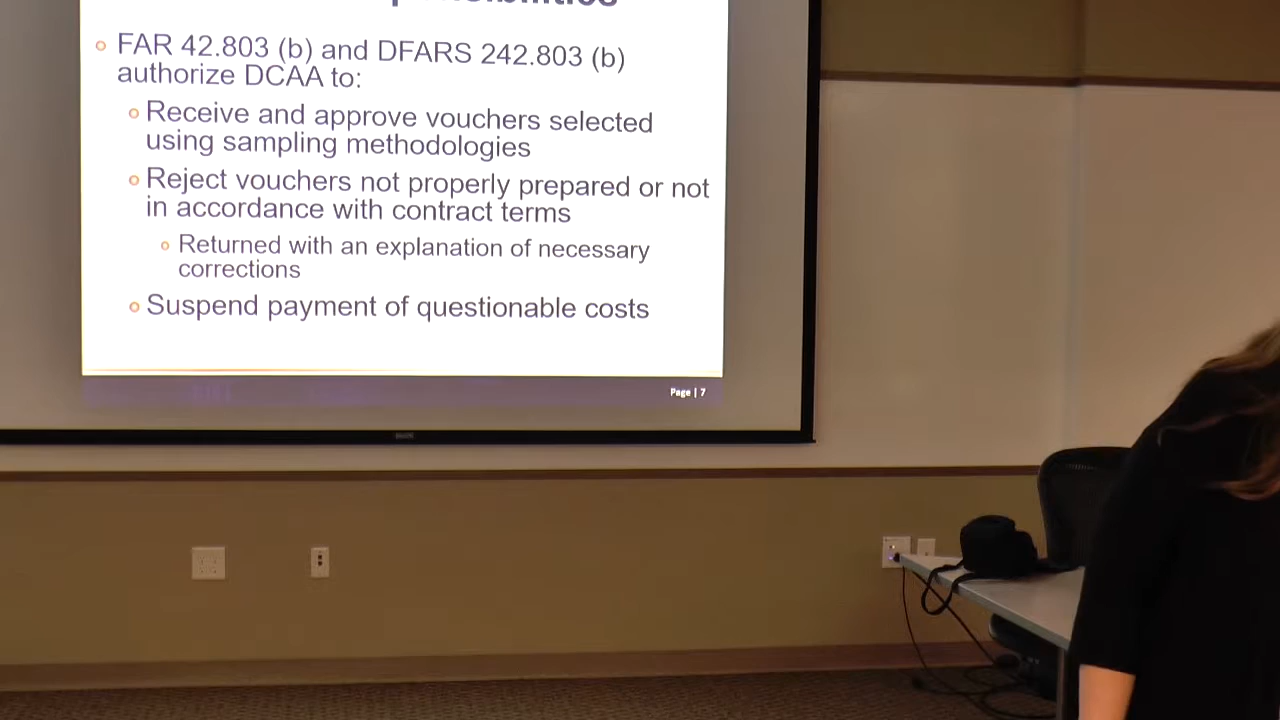 FAR 42.803 (b) and DFARS 242.803 (b)
authorize DCAA to:
Receive and approve vouchers selected
using sampling methodologies
Reject vouchers not properly prepared or not
in accordance with contract terms
Returned with an explanation of necessary
corrections
Suspend payment of questionable costs
Page | 7